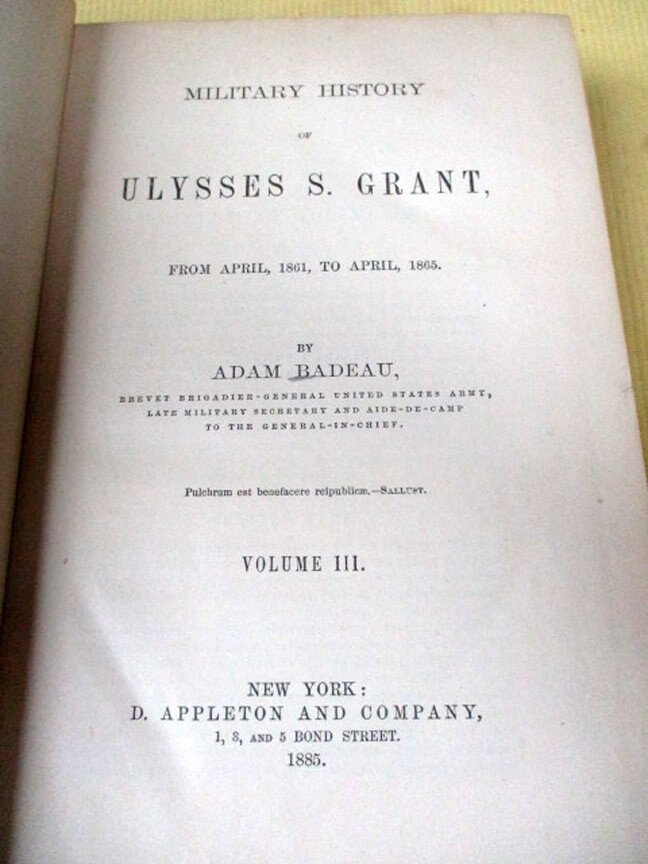 MILITARY HISTORY
OF
ULYSSES S. GRANT,
FROM APRIL, 1861, TO APRIL, 1865.
BY
ADAM BADEAU,
BREVET BRIGADIER-GENERAL UNITED STATES ARMY,
LATE MILITARY SECRETARY AND AIDE-DE-CAMP
TO THE GENERAL-IN-CHIEF.
Pulchrum est benefacere reipublicæ.—SALLUST.
VOLUME III.
NEW YORK:
D. APPLETON AND COMPANY,
1, 3, AND 5 BOND STREET.
1885.